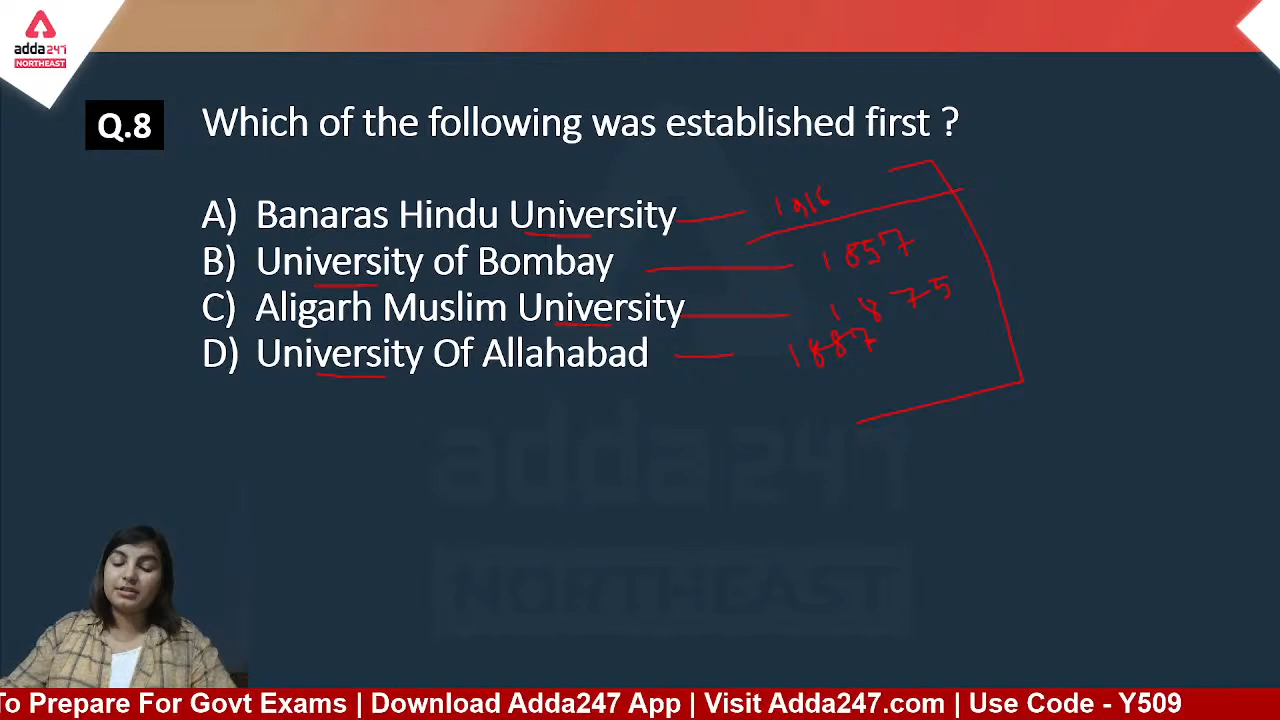 adda247
NORTHEAST
Q.8 Which of the following was established first ?
A) Banaras Hindu University 1916
B) University of Bombay 1857
C) Aligarh Muslim University 1875
D) University Of Allahabad 1887
adda247
NORTHEAST
To Prepare For Govt Exams | Download Adda247 App | Visit Adda247.com | Use Code - Y509